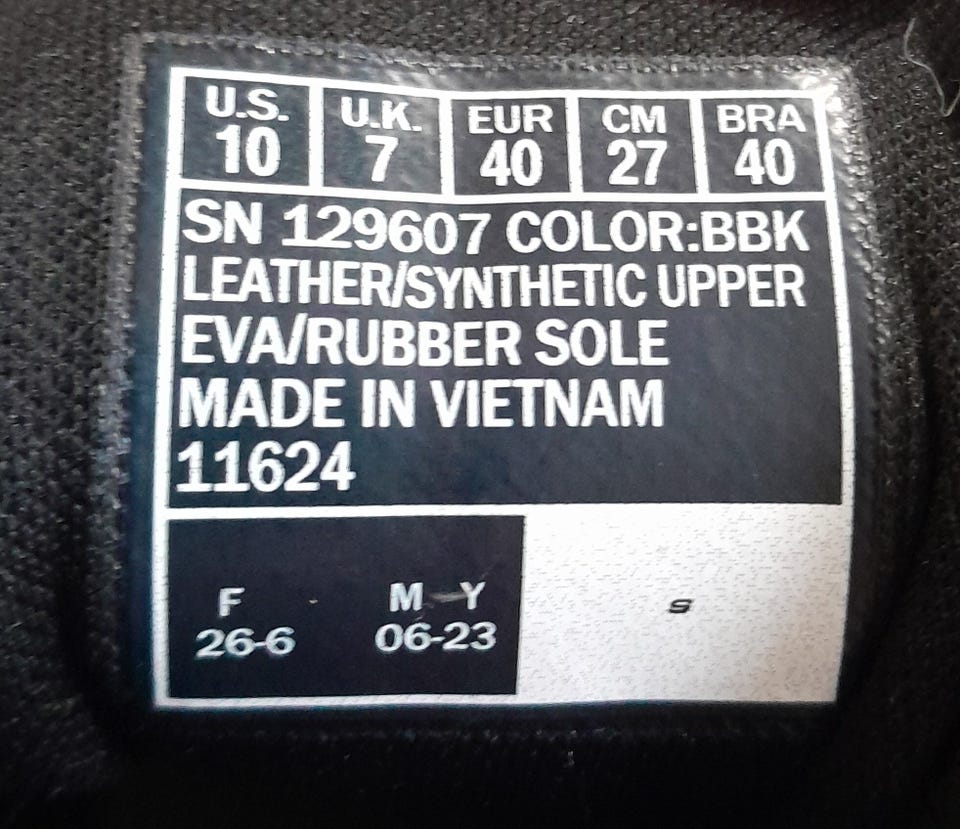 U.S. U.K. EUR CM BRA
10 7 40 27 40
SN 129607 COLOR:BBK
LEATHER/SYNTHETIC UPPER
EVA/RUBBER SOLE
MADE IN VIETNAM
11624
F M Y
26-6 06-23
S